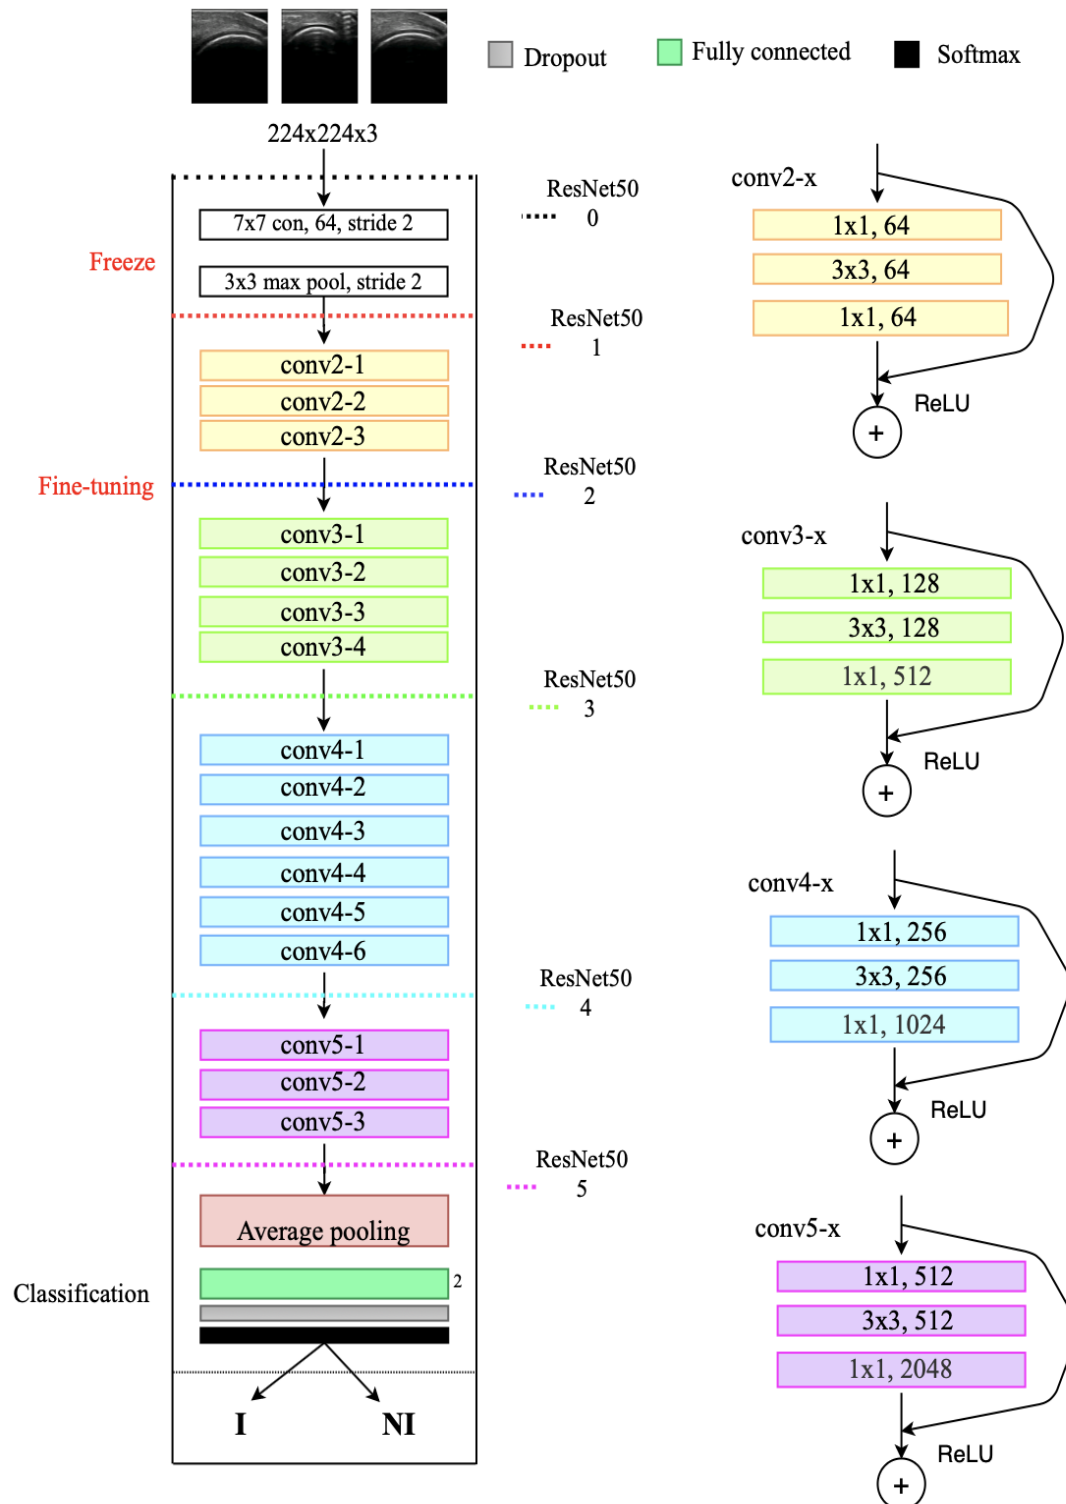 Dropout
Fully connected
Softmax
224x224x3
7x7 con, 64, stride 2
3x3 max pool, stride 2
Freeze
conv2-1
conv2-2
conv2-3
Fine-tuning
conv3-1
conv3-2
conv3-3
conv3-4
conv4-1
conv4-2
conv4-3
conv4-4
conv4-5
conv4-6
conv5-1
conv5-2
conv5-3
Average pooling
2
Classification
I
NI
ResNet50
0
ResNet50
1
ResNet50
2
ResNet50
3
ResNet50
4
ResNet50
5
conv2-x
1x1, 64
3x3, 64
1x1, 64
ReLU
+
conv3-x
1x1, 128
3x3, 128
1x1, 512
ReLU
+
conv4-x
1x1, 256
3x3, 256
1x1, 1024
ReLU
+
conv5-x
1x1, 512
3x3, 512
1x1, 2048
ReLU
+